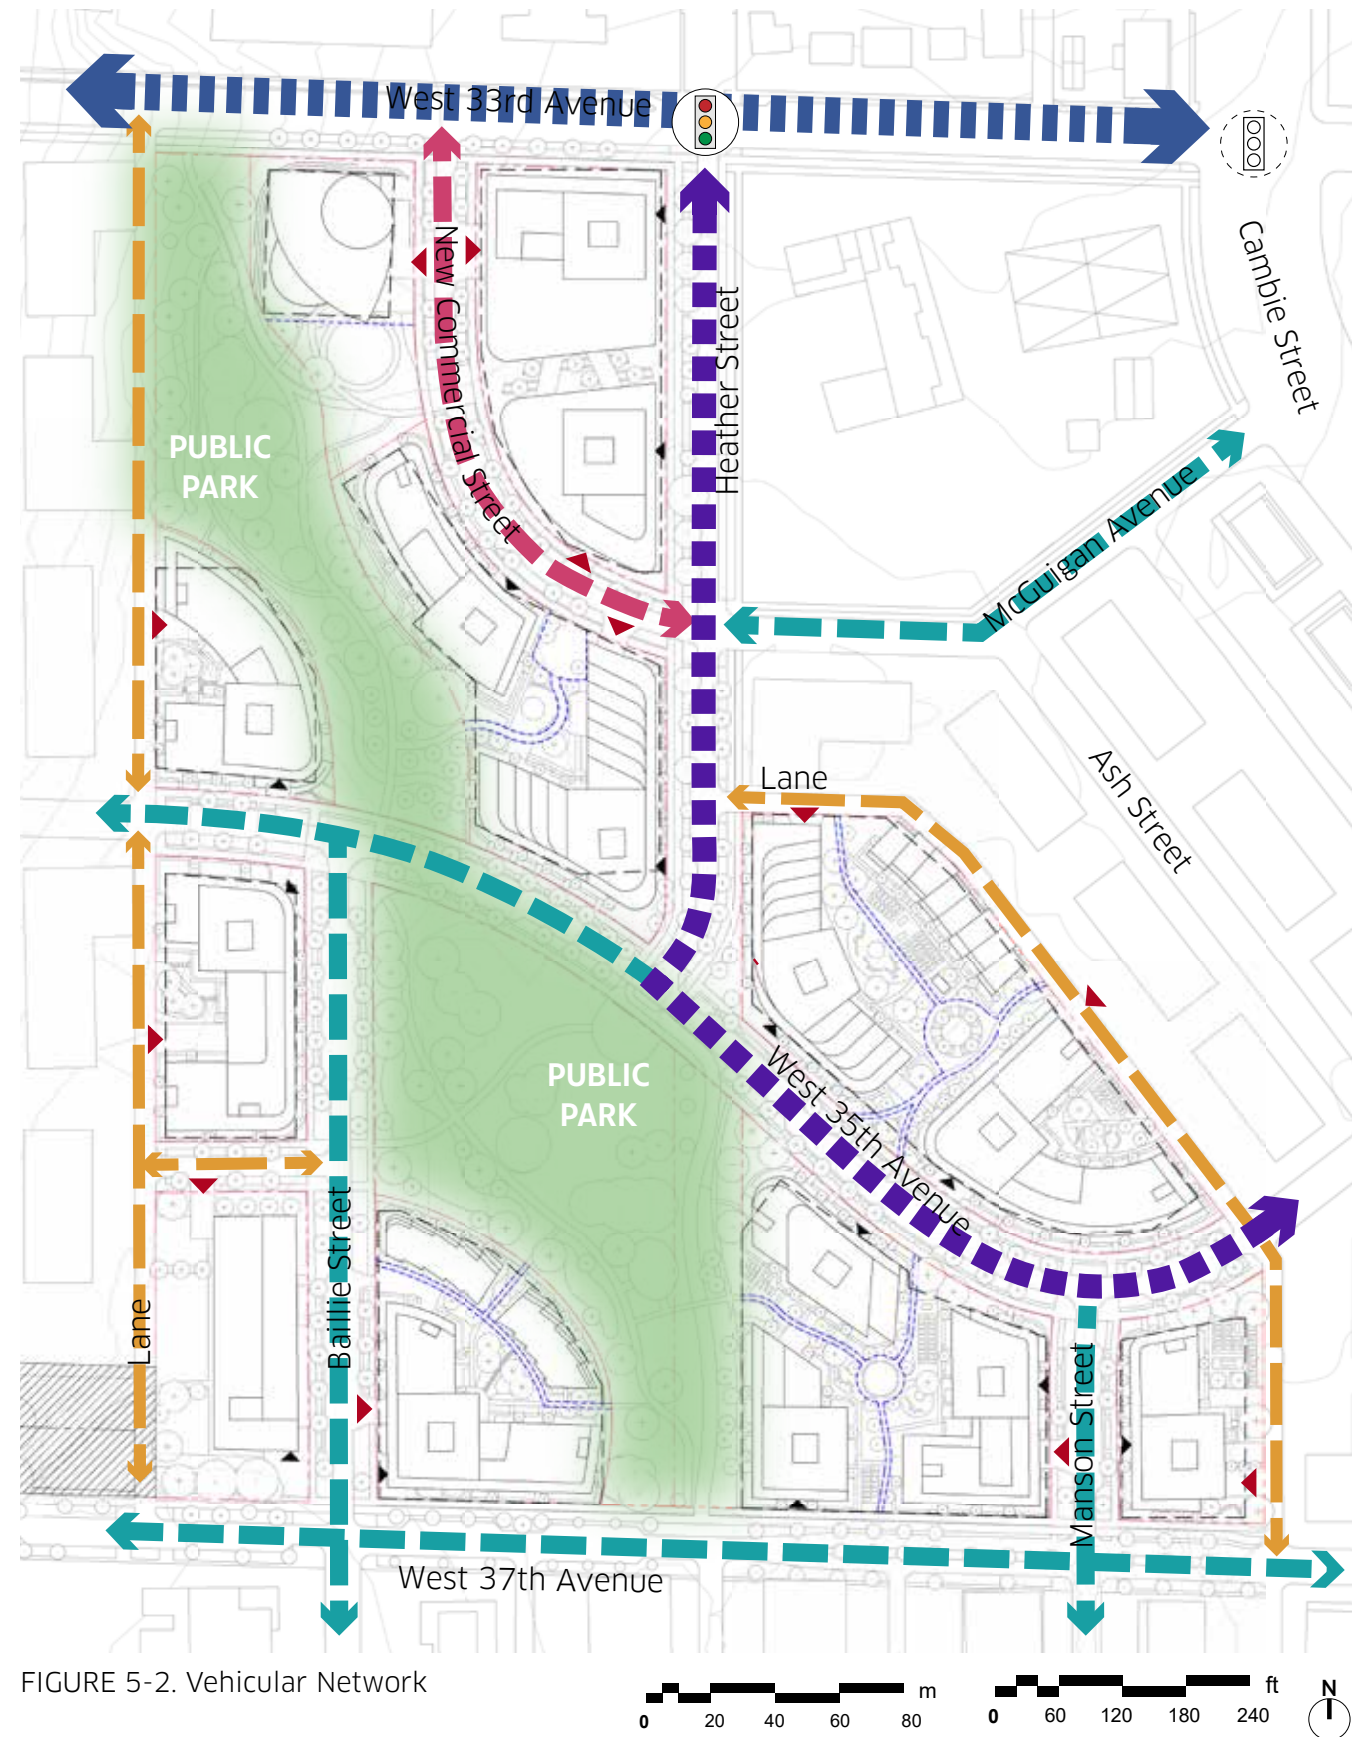 West 33rd Avenue
New Commercial Street
Heather Street
Cambie Street
PUBLIC
PARK
McGuigan Avenue
Lane
Ash Street
PUBLIC
PARK
West 35th Avenue
Lane
Baillie Street
Manson Street
West 37th Avenue
FIGURE 5-2. Vehicular Network
m
0 20 40 60 80
ft
0 60 120 180 240
N